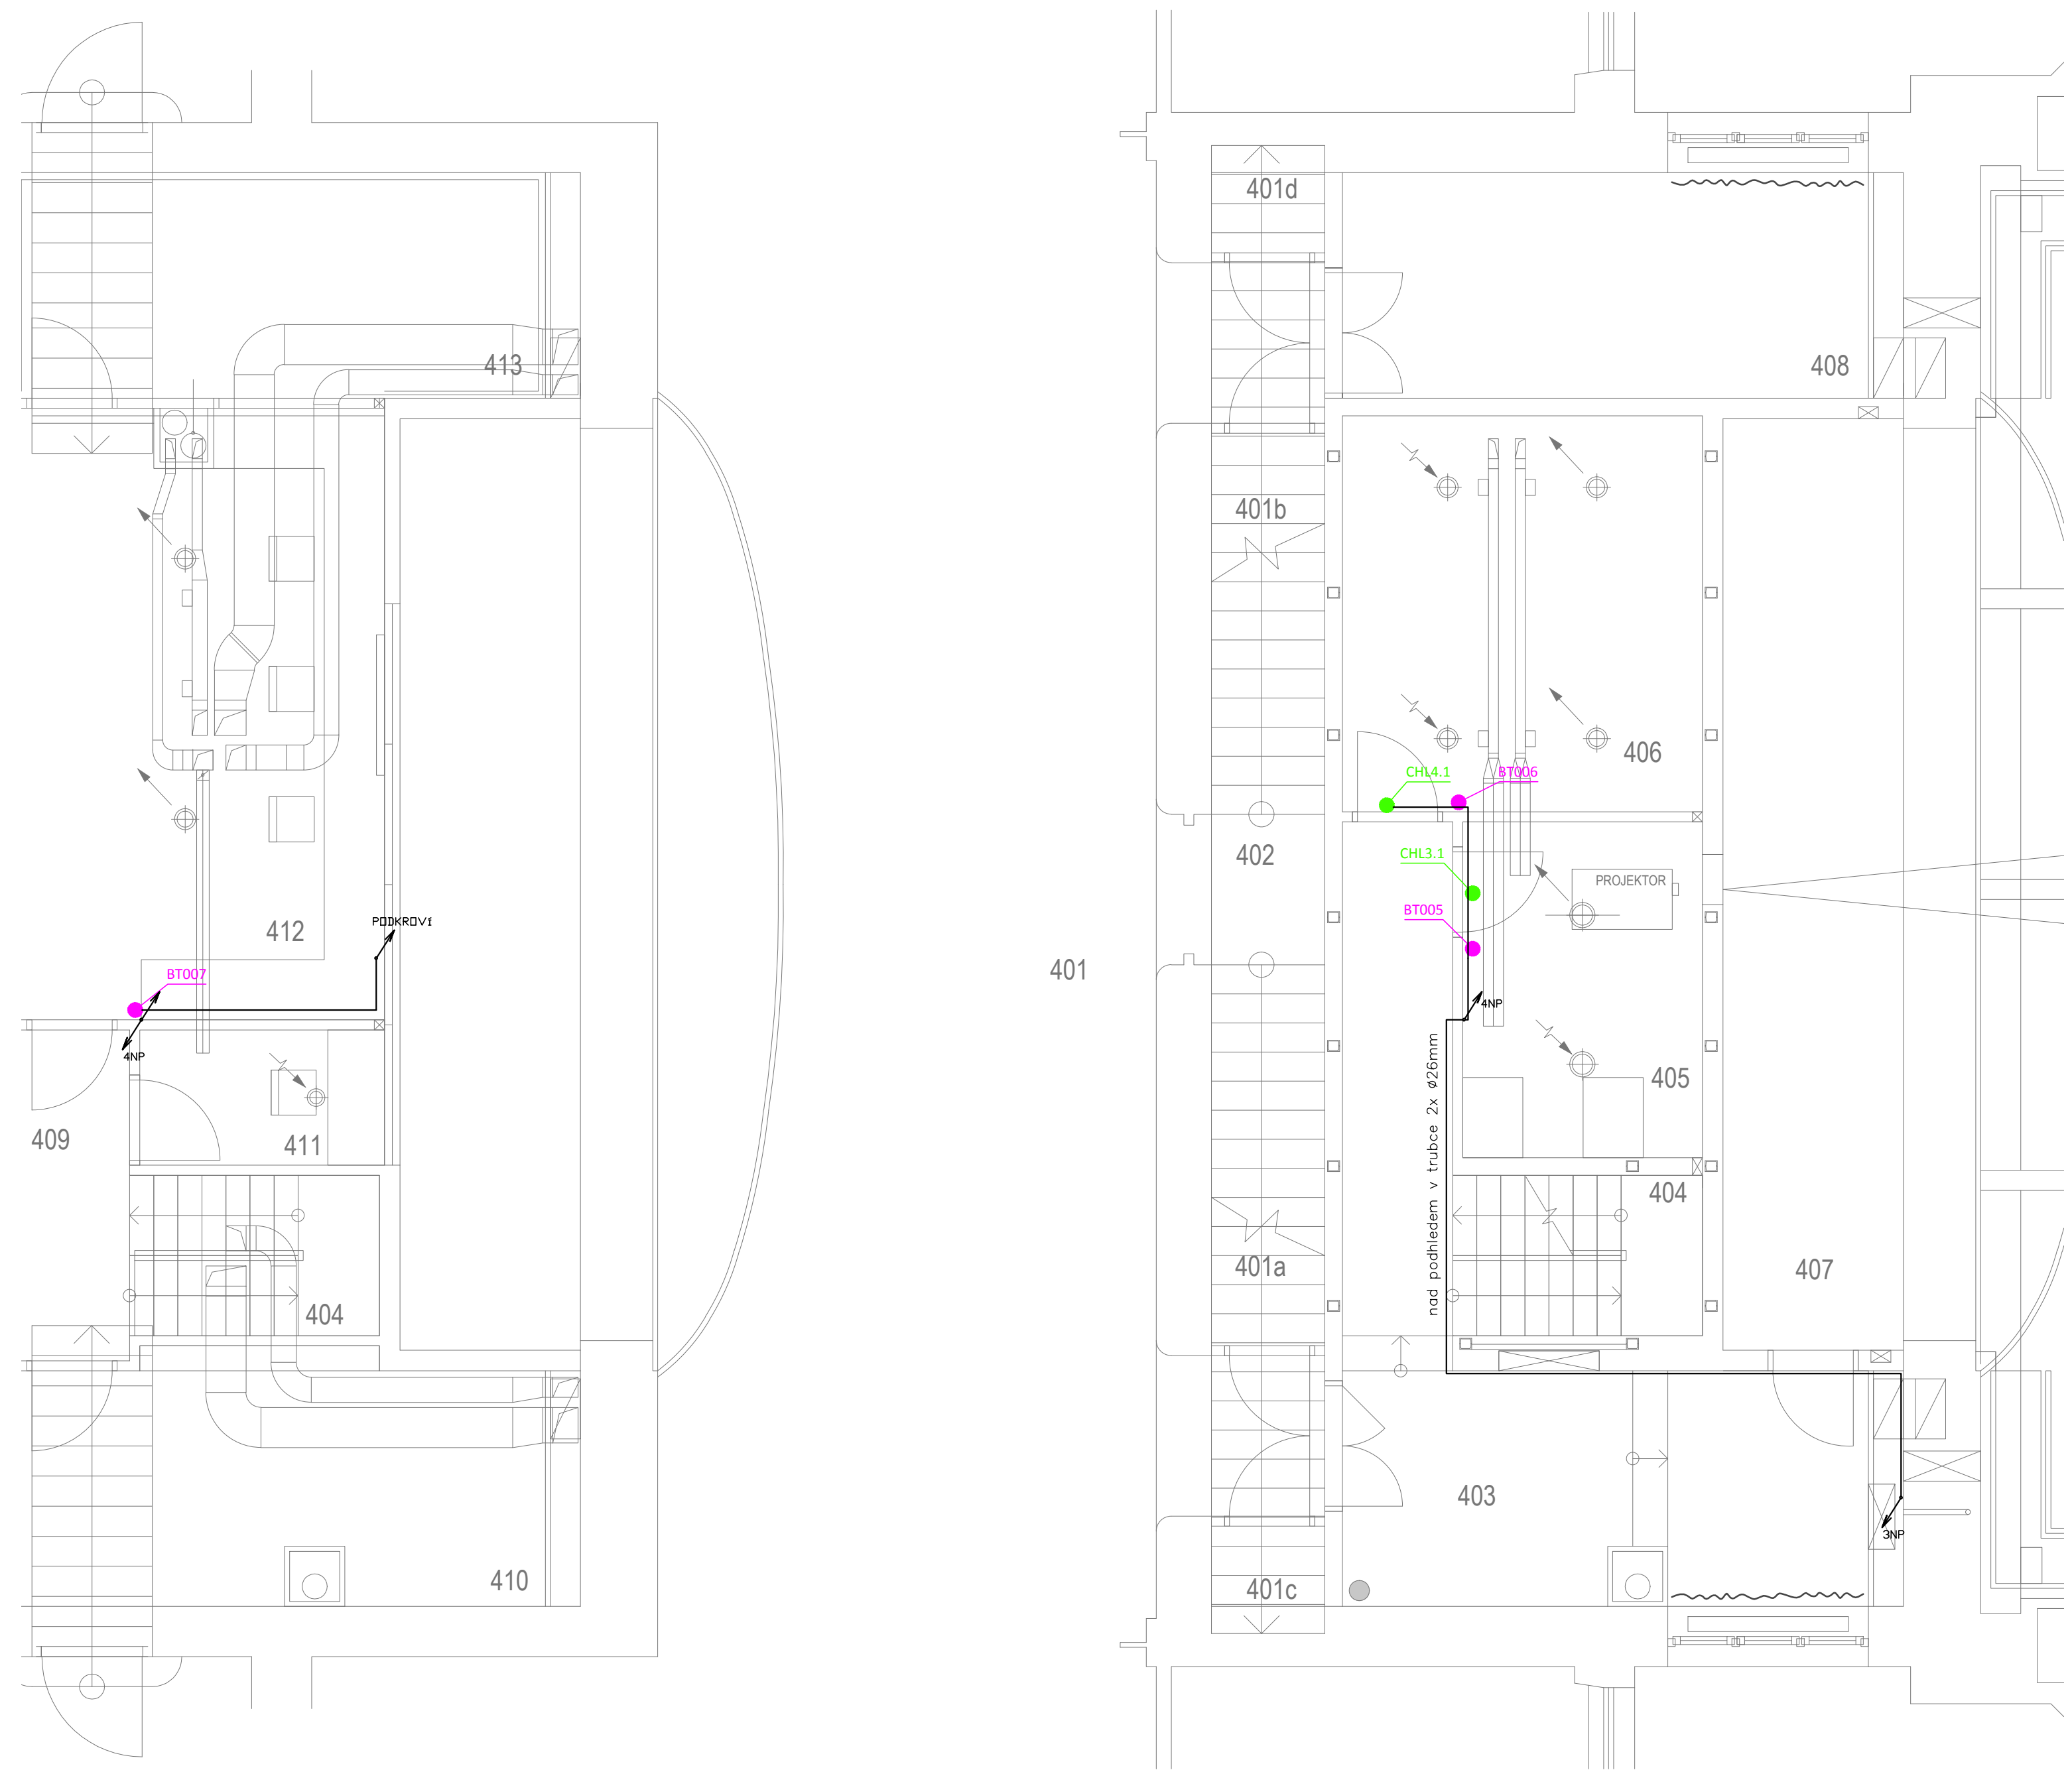 413
412
PODKROVí
BT007
4NP
409
411
404
410
401d
408
401b
406
CHL4.1
BT006
402
CHL3.1
PROJEKTOR
BT005
401
4NP
nad podhledem v trubce 2x ø26mm
405
404
401a
407
403
3NP
401c